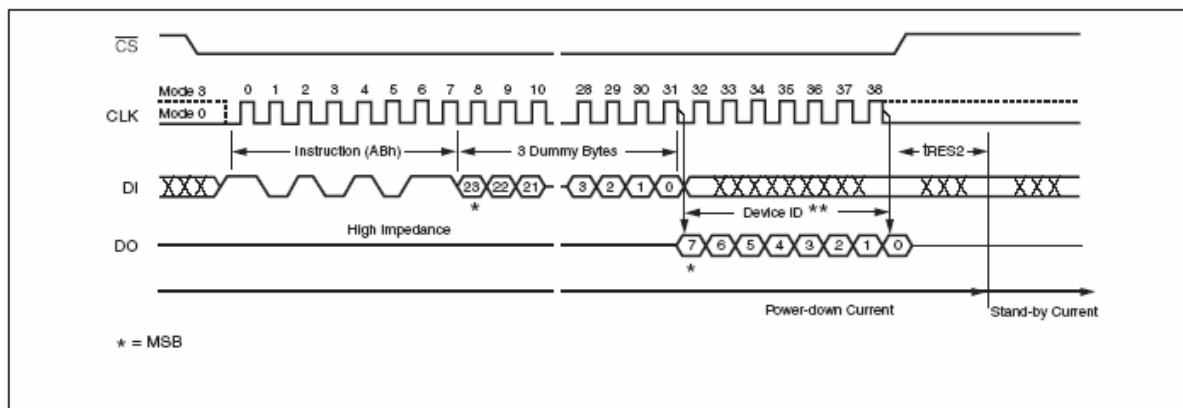 CS
Mode 3 0 1 2 3 4 5 6 7 8 9 10 28 29 30 31 32 33 34 35 36 37 38
CLK Mode 0
Instruction (ABh) 3 Dummy Bytes tRES2
DI 23 22 21 3 2 1 0
* Device ID **
High Impedance
DO 7 6 5 4 3 2 1 0
*
Power-down Current Stand-by Current
* = MSB